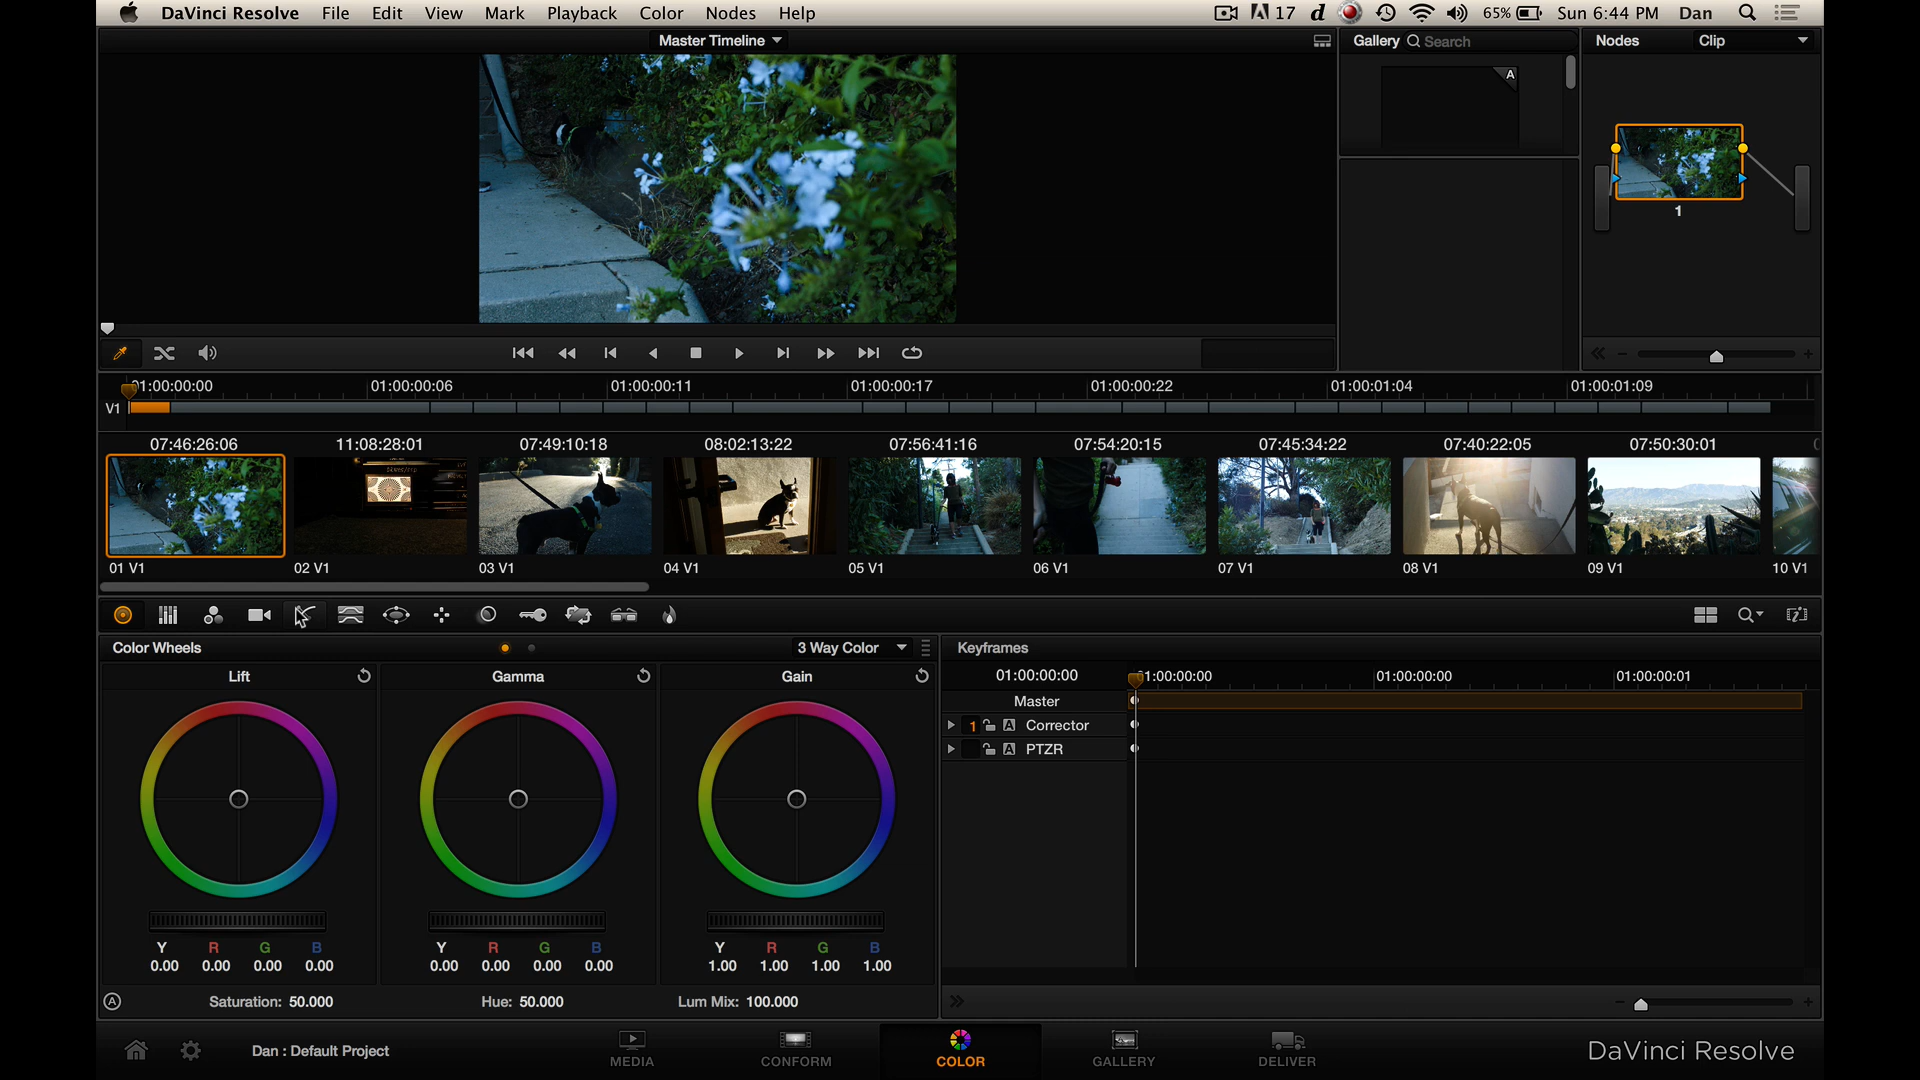 DaVinci Resolve File Edit View Mark Playback Color Nodes Help 17 65% Sun 6:44 PM Dan
Master Timeline Gallery Search Nodes Clip
A
1
01:00:00:00 01:00:00:06 01:00:00:11 01:00:00:17 01:00:00:22 01:00:01:04 01:00:01:09
V1
07:46:26:06 11:08:28:01 07:49:10:18 08:02:13:22 07:56:41:16 07:54:20:15 07:45:34:22 07:40:22:05 07:50:30:01
01 V1 02 V1 03 V1 04 V1 05 V1 06 V1 07 V1 08 V1 09 V1 10 V1
Color Wheels 3 Way Color Keyframes
Lift Gamma Gain 01:00:00:00 01:00:00:00 01:00:00:00 01:00:00:01
Master
1 A Corrector
A PTZR
Y R G B Y R G B Y R G B
0.00 0.00 0.00 0.00 0.00 0.00 0.00 0.00 1.00 1.00 1.00 1.00
A Saturation: 50.000 Hue: 50.000 Lum Mix: 100.000
Dan : Default Project MEDIA CONFORM COLOR GALLERY DELIVER DaVinci Resolve